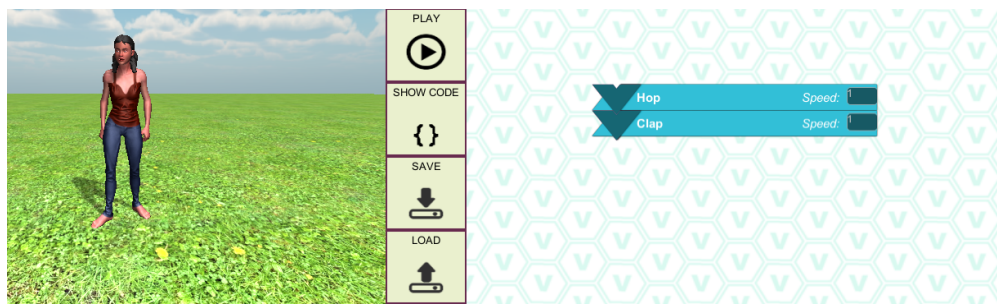 PLAY
SHOW CODE
{}
SAVE
LOAD
Hop Speed: 1
Clap Speed: 1